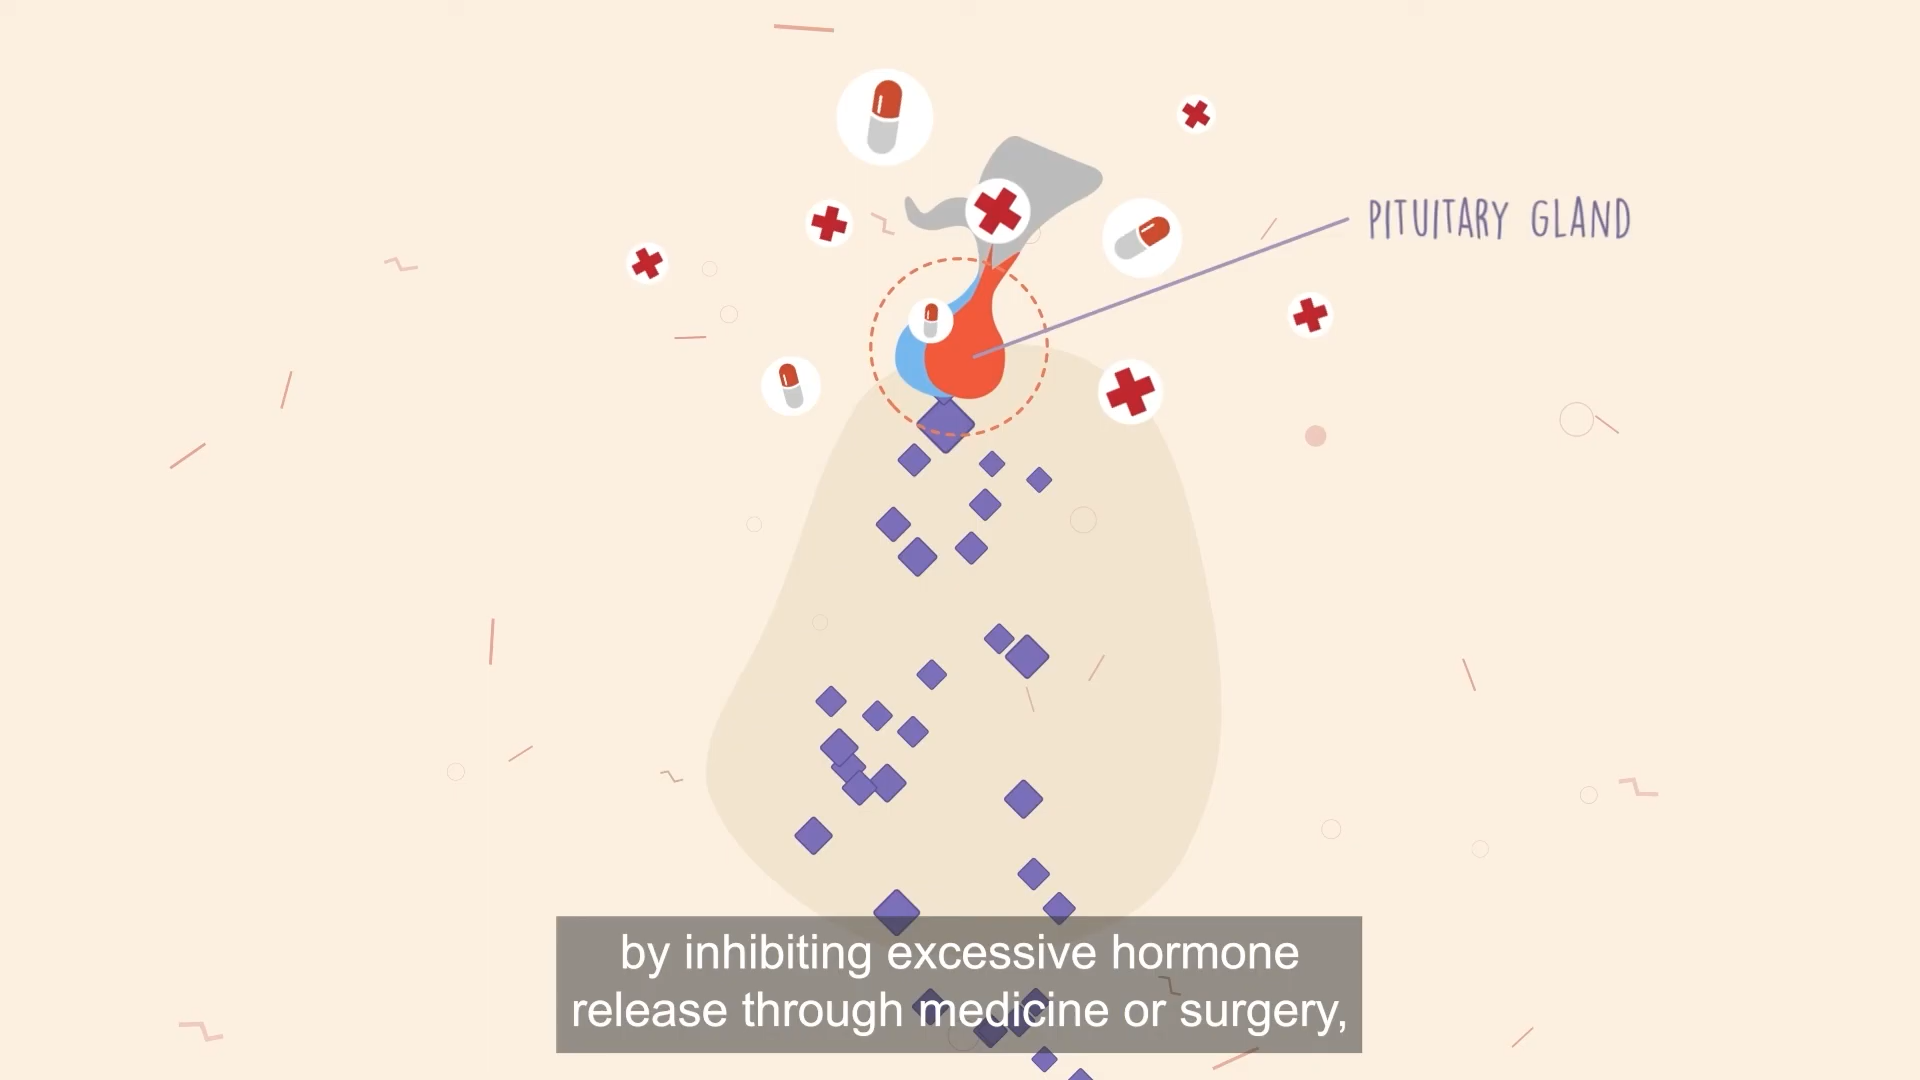 PITUITARY GLAND
by inhibiting excessive hormone
release through medicine or surgery,